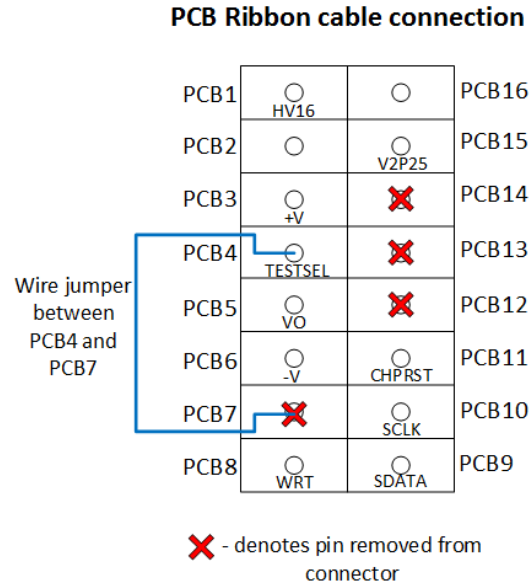 PCB Ribbon cable connection
PCB1
HV16
PCB16
PCB2
V2P25
PCB15
PCB3
+V
PCB14
PCB4
TESTSEL
PCB13
Wire jumper
between
PCB4 and
PCB7
PCB5
VO
PCB12
PCB6
-V
CHPRST
PCB11
PCB7
SCLK
PCB10
PCB8
WRT
SDATA
PCB9
- denotes pin removed from
connector